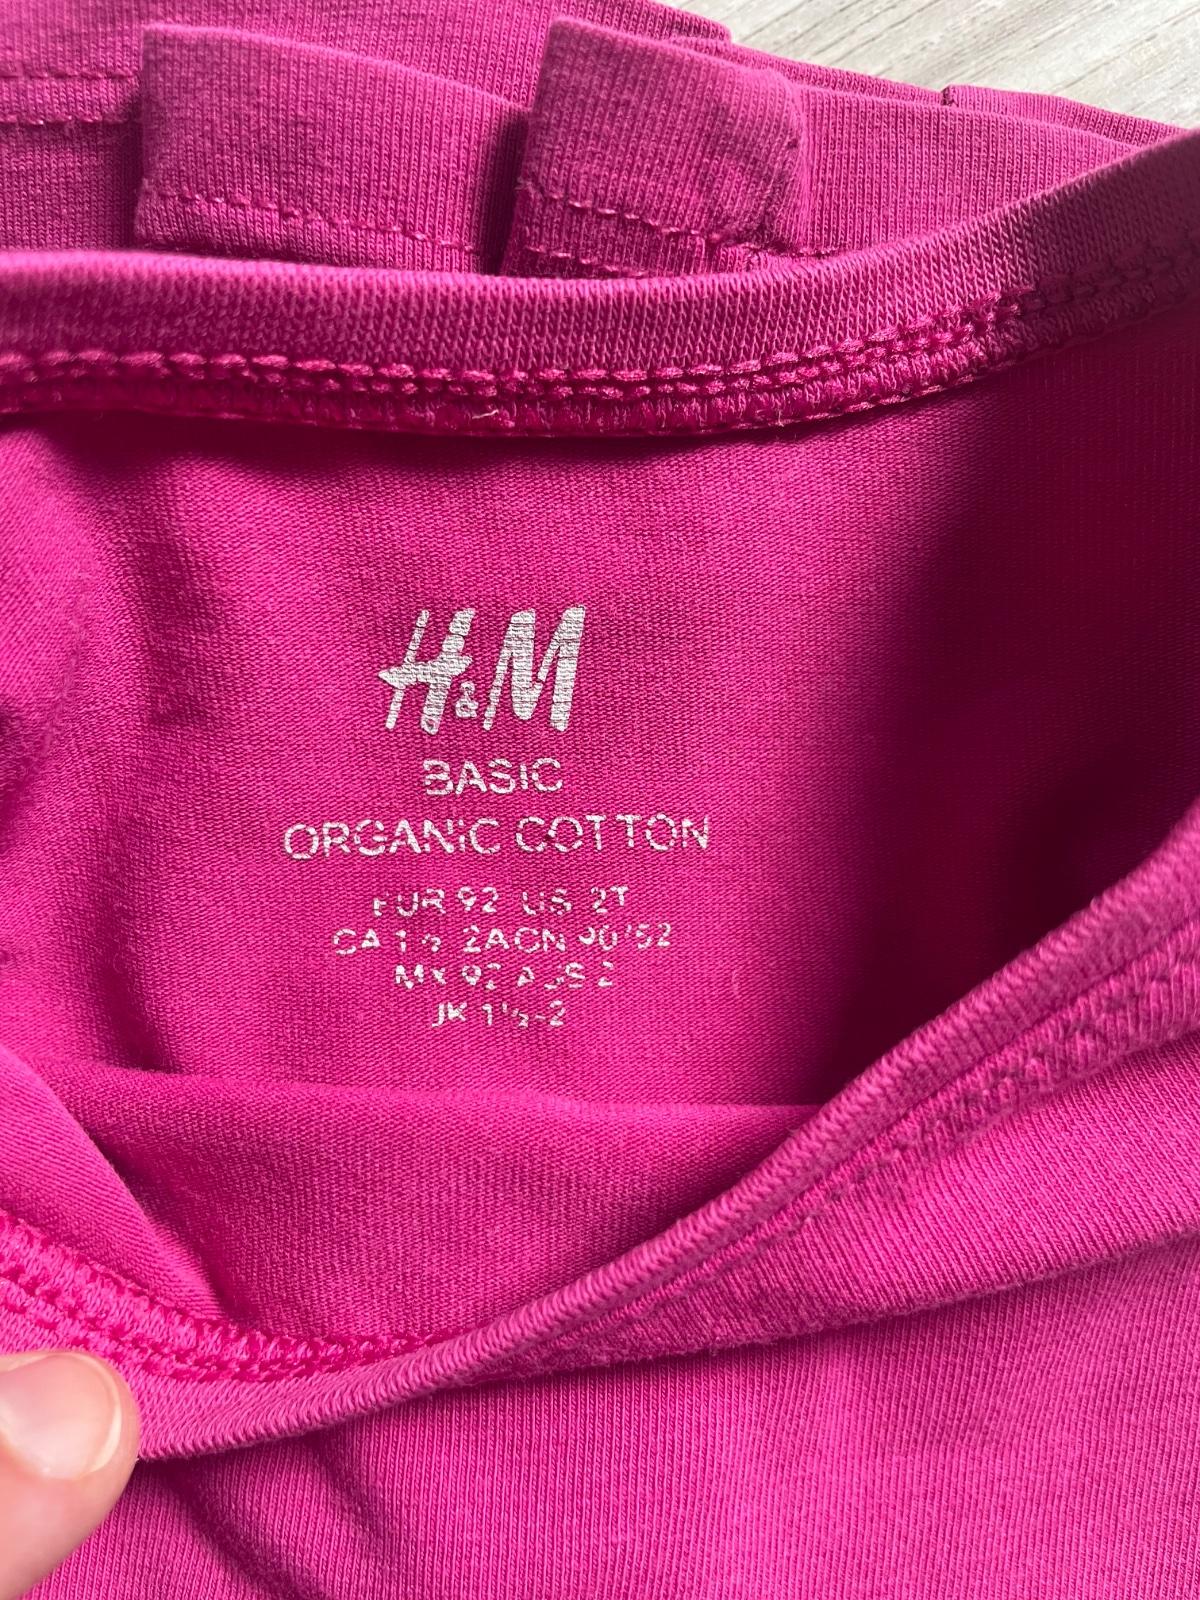 H&M
BASIC
ORGANIC COTTON
EUR 92 US 2T
CA 1½-2A CN 90/52
MX 92 AUS 2
UK 1½-2